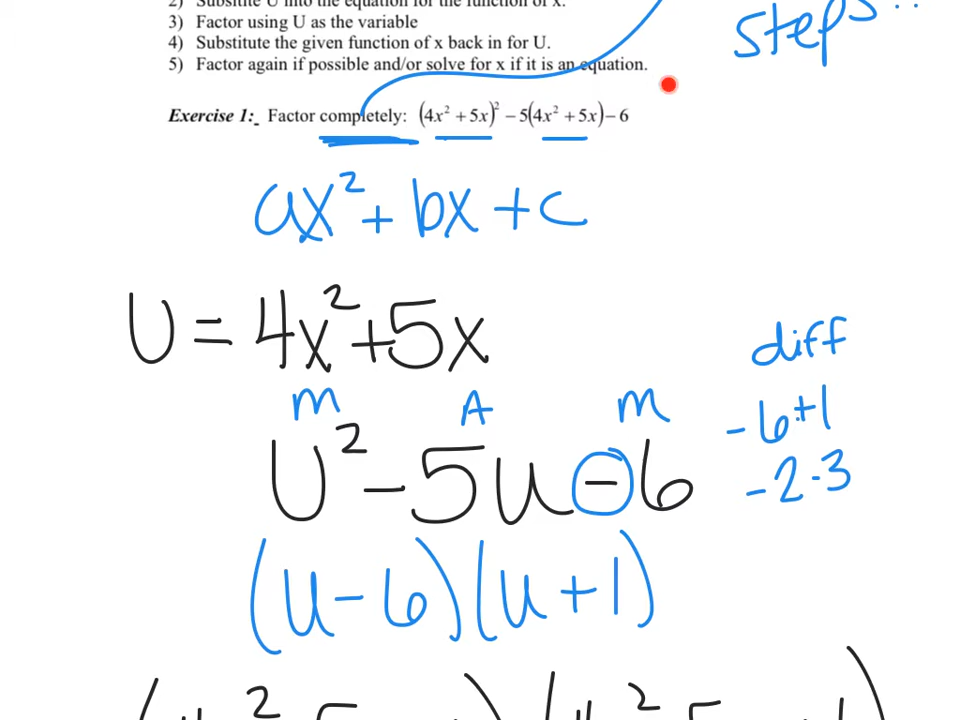 2) Substitute U into the equation for the function of x.
3) Factor using U as the variable
4) Substitute the given function of x back in for U.
5) Factor again if possible and/or solve for x if it is an equation.
steps!!
Exercise 1:_ Factor completely: (4x² + 5x)² − 5(4x² + 5x) − 6
ax² + bx + c
U = 4x² + 5x
diff
m A m
-6+1
U² - 5u - 6
-2·3
(u - 6)(u + 1)